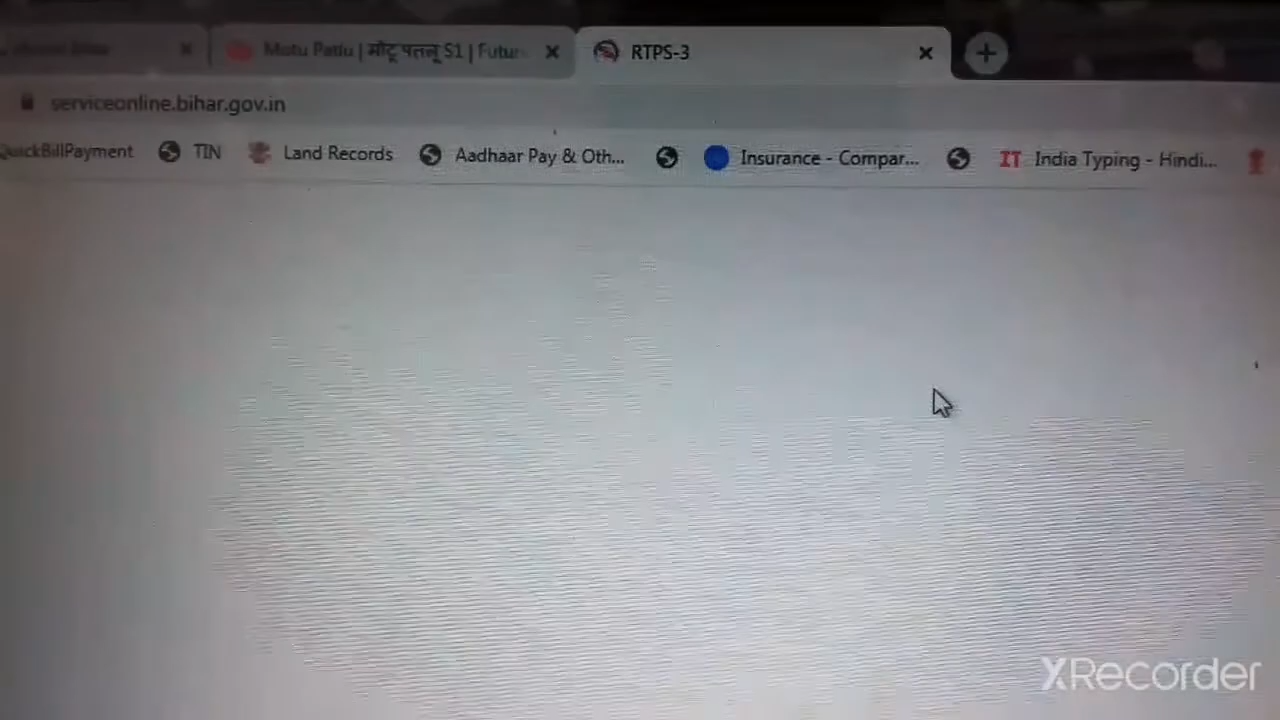 Motu Patlu | मोटू पतलू S1 | Futur
RTPS-3
serviceonline.bihar.gov.in
QuickBillPayment TIN Land Records Aadhaar Pay & Oth... Insurance - Compar... IT India Typing - Hindi...
XRecorder